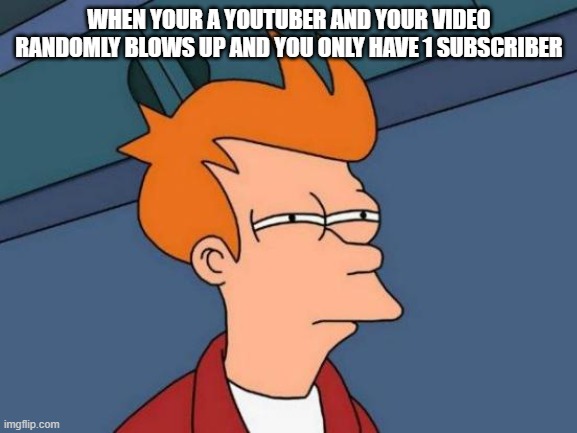 WHEN YOUR A YOUTUBER AND YOUR VIDEO
RANDOMLY BLOWS UP AND YOU ONLY HAVE 1 SUBSCRIBER
imgflip.com